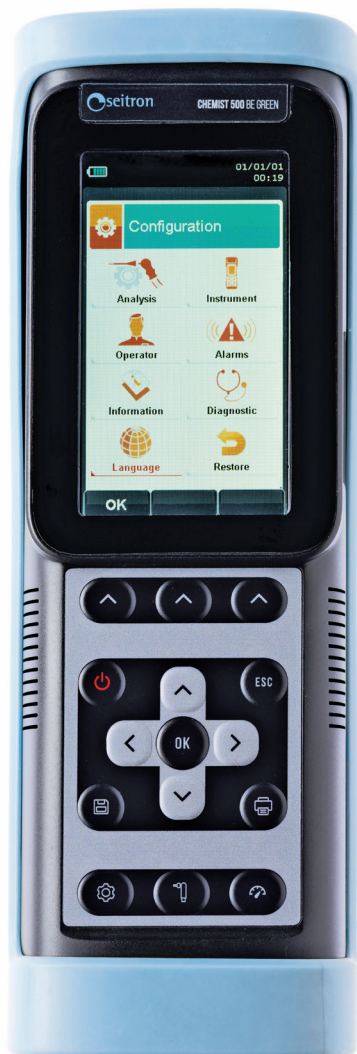 seitron CHEMIST 500 BE GREEN
01/01/01
00:19
Configuration
Analysis Instrument
Operator Alarms
Information Diagnostic
Language Restore
OK
ESC
OK